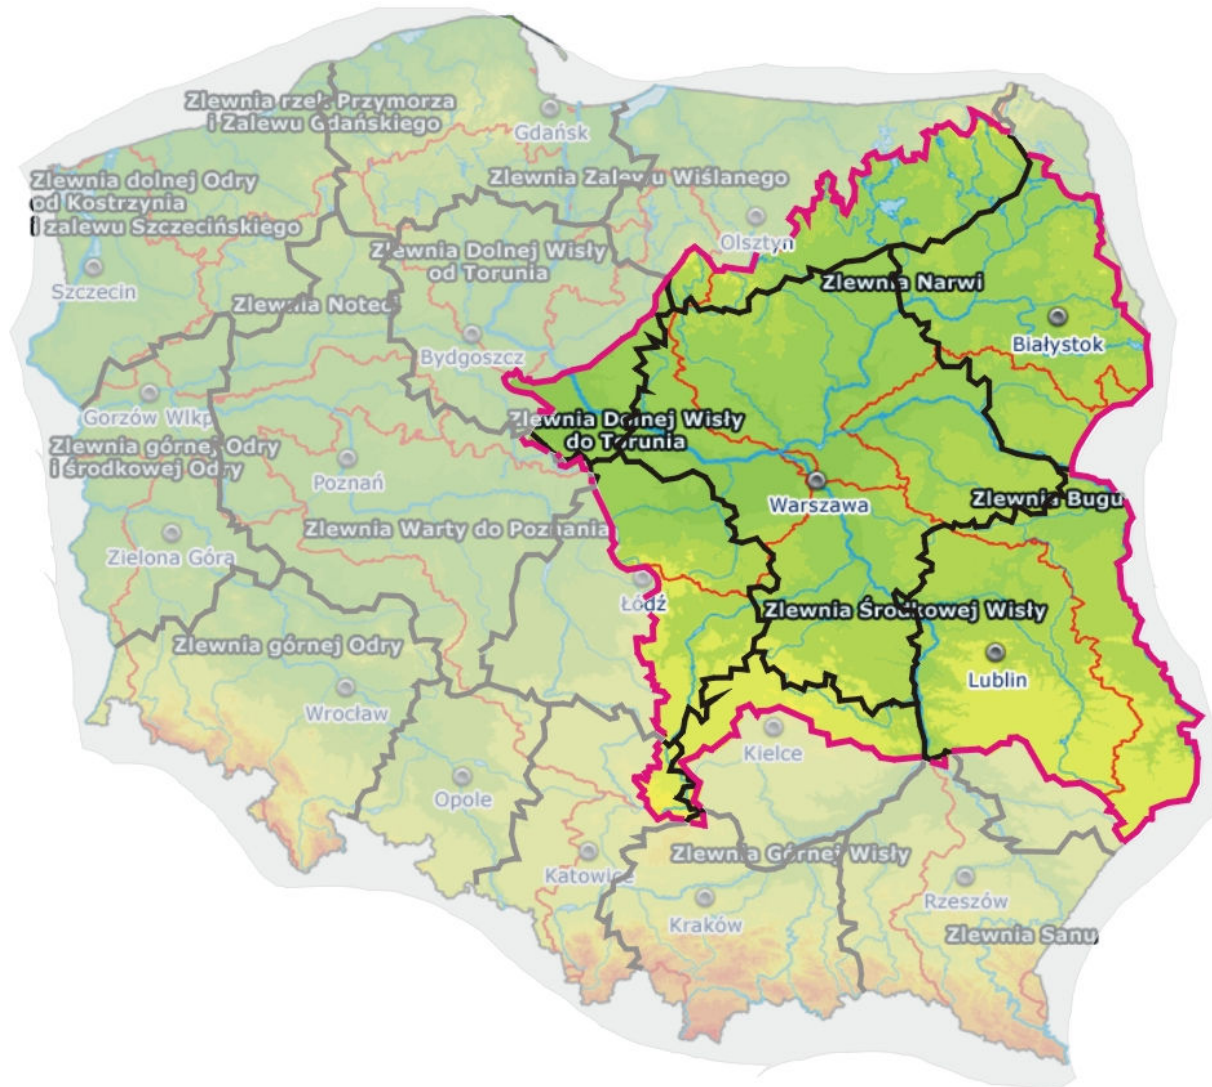 Zlewnia rzek Przymorza
i Zalewu Gdańskiego
Gdańsk
Zlewnia dolnej Odry
od Kostrzynia
i zalewu Szczecińskiego
Zlewnia Zalewu Wiślanego
Olsztyn
Zlewnia Dolnej Wisły
od Torunia
Szczecin
Zlewnia Noteci
Zlewnia Narwi
Białystok
Bydgoszcz
Gorzów Wlkp
Zlewnia Dolnej Wisły
do Torunia
Zlewnia górnej Odry
i środkowej Odry
Poznań
Warszawa
Zlewnia Bugu
Zlewnia Warty do Poznania
Zielona Góra
Łódź
Zlewnia Środkowej Wisły
Zlewnia górnej Odry
Lublin
Wrocław
Kielce
Opole
Zlewnia Górnej Wisły
Katowice
Rzeszów
Kraków
Zlewnia Sanu